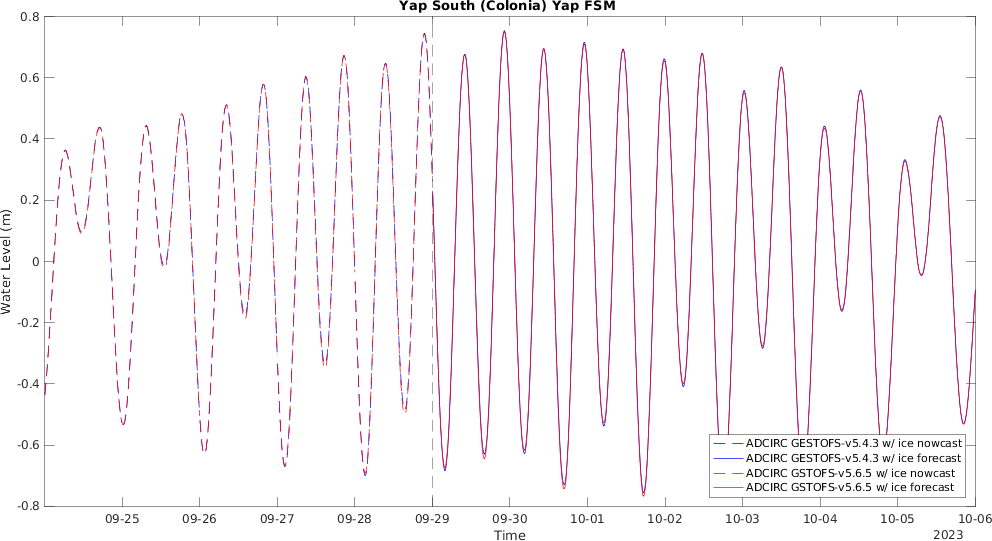 Yap South (Colonia) Yap FSM
Water Level (m)
0.8
0.6
0.4
0.2
0
-0.2
-0.4
-0.6
-0.8
ADCIRC GESTOFS-v5.4.3 w/ ice nowcast
ADCIRC GESTOFS-v5.4.3 w/ ice forecast
ADCIRC GSTOFS-v5.6.5 w/ ice nowcast
ADCIRC GSTOFS-v5.6.5 w/ ice forecast
09-25 09-26 09-27 09-28 09-29 09-30 10-01 10-02 10-03 10-04 10-05 10-06
Time
2023